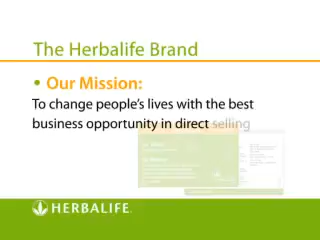 The Herbalife Brand
• Our Mission:
To change people's lives with the best
business opportunity in direct selling
HERBALIFE.